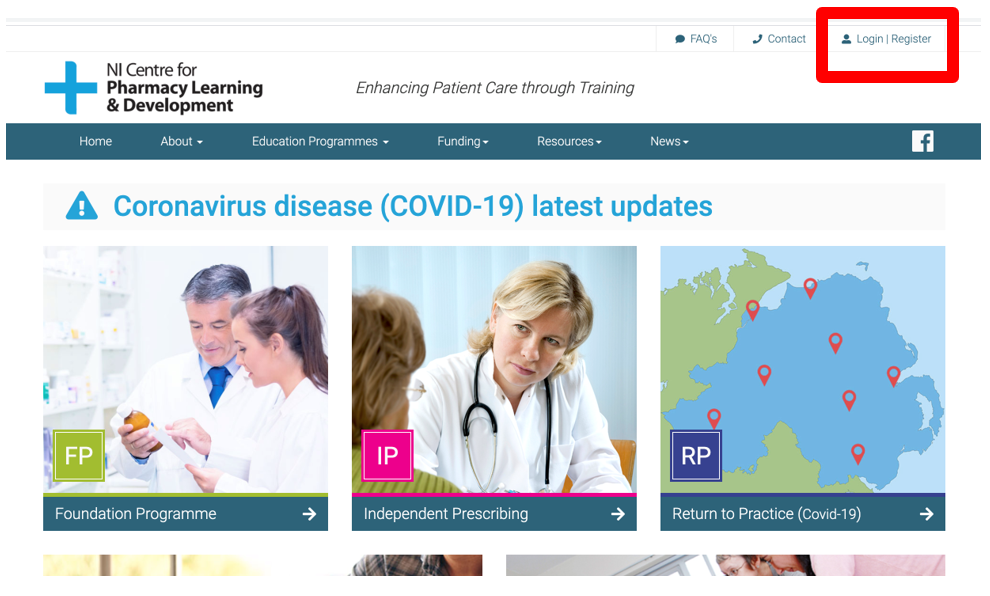 FAQ's
Contact
Login | Register
NI Centre for
Pharmacy Learning
& Development
Enhancing Patient Care through Training
Home
About
Education Programmes
Funding
Resources
News
Coronavirus disease (COVID-19) latest updates
FP
Foundation Programme
IP
Independent Prescribing
RP
Return to Practice (Covid-19)